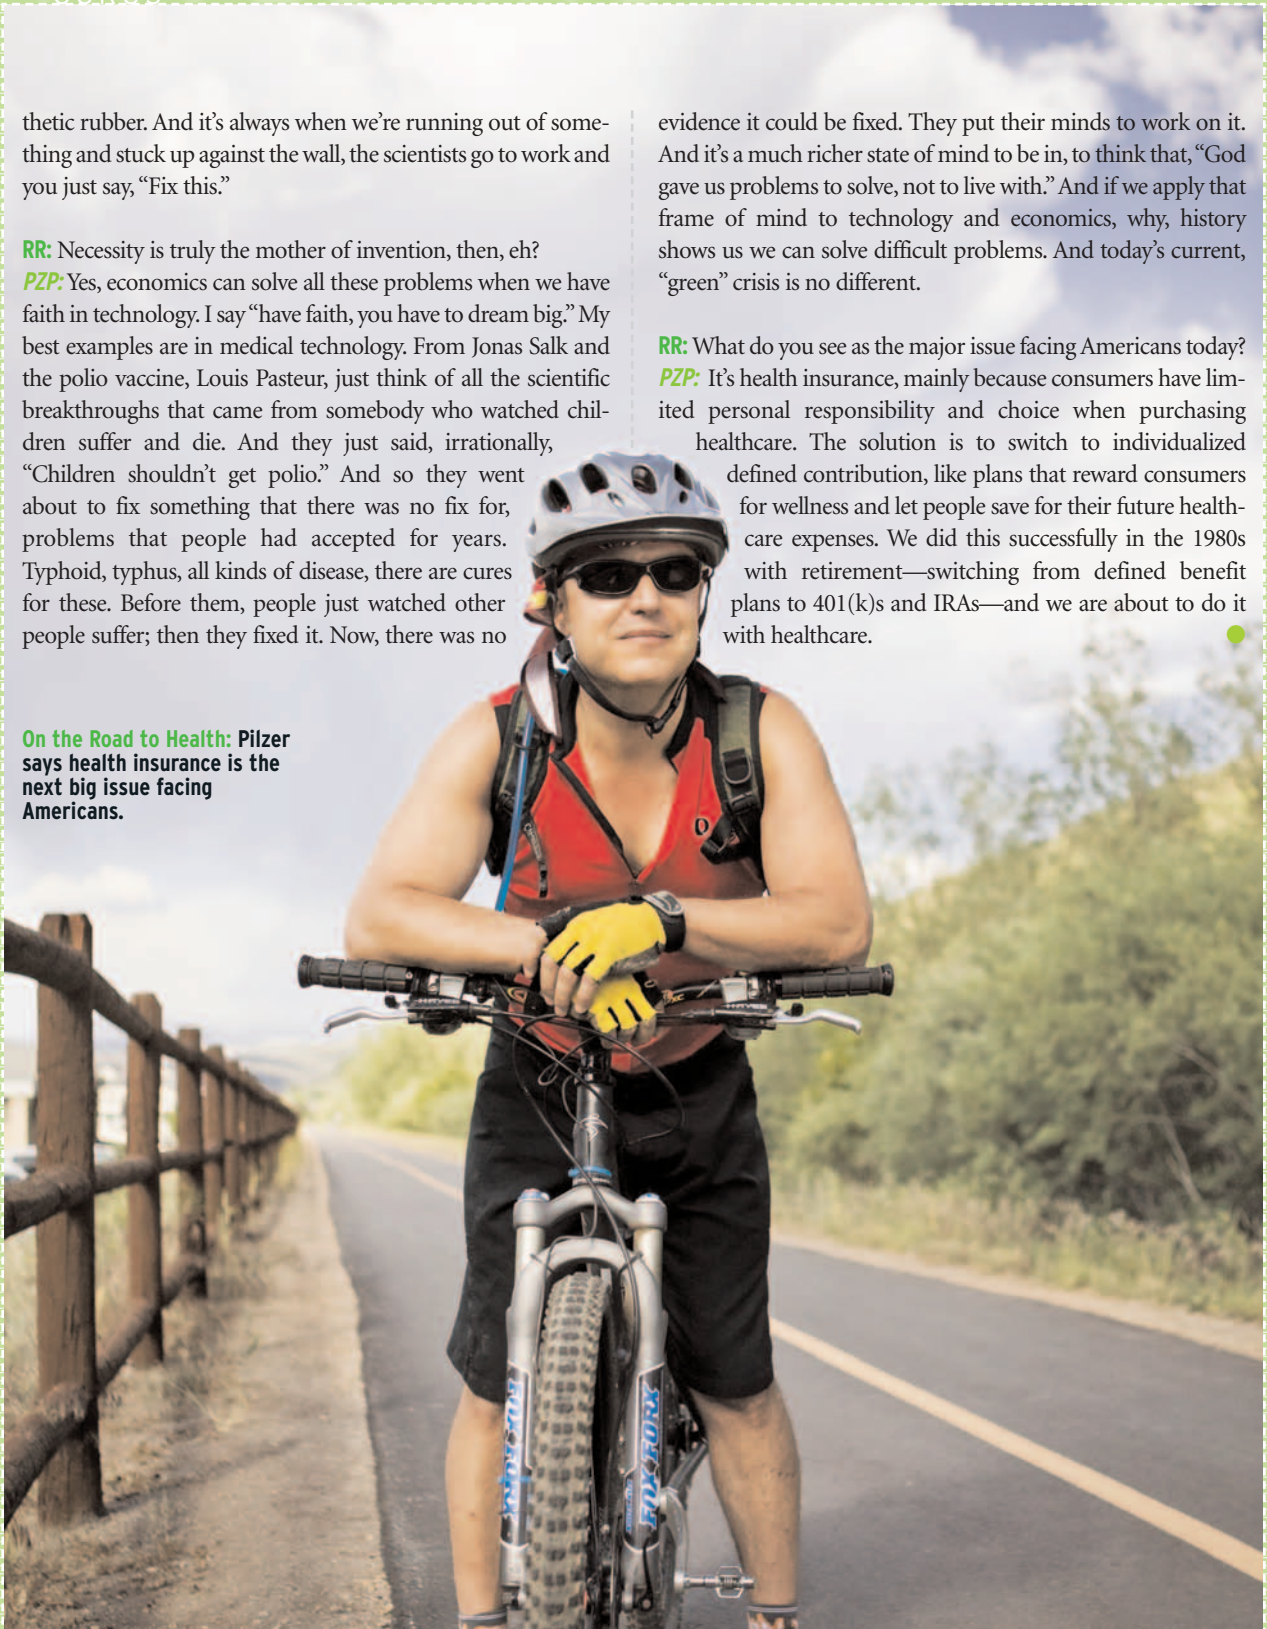 thetic rubber. And it's always when we're running out of some-
thing and stuck up against the wall, the scientists go to work and
you just say, “Fix this.”
RR: Necessity is truly the mother of invention, then, eh?
PZP: Yes, economics can solve all these problems when we have
faith in technology. I say “have faith, you have to dream big.” My
best examples are in medical technology. From Jonas Salk and
the polio vaccine, Louis Pasteur, just think of all the scientific
breakthroughs that came from somebody who watched chil-
dren suffer and die. And they just said, irrationally,
“Children shouldn't get polio.” And so they went
about to fix something that there was no fix for,
problems that people had accepted for years.
Typhoid, typhus, all kinds of disease, there are cures
for these. Before them, people just watched other
people suffer; then they fixed it. Now, there was no
evidence it could be fixed. They put their minds to work on it.
And it's a much richer state of mind to be in, to think that, “God
gave us problems to solve, not to live with.” And if we apply that
frame of mind to technology and economics, why, history
shows us we can solve difficult problems. And today's current,
“green” crisis is no different.
RR: What do you see as the major issue facing Americans today?
PZP: It's health insurance, mainly because consumers have lim-
ited personal responsibility and choice when purchasing
healthcare. The solution is to switch to individualized
defined contribution, like plans that reward consumers
for wellness and let people save for their future health-
care expenses. We did this successfully in the 1980s
with retirement—switching from defined benefit
plans to 401(k)s and IRAs—and we are about to do it
with healthcare.
On the Road to Health: Pilzer
says health insurance is the
next big issue facing
Americans.
FOX FORX
FOX FORX